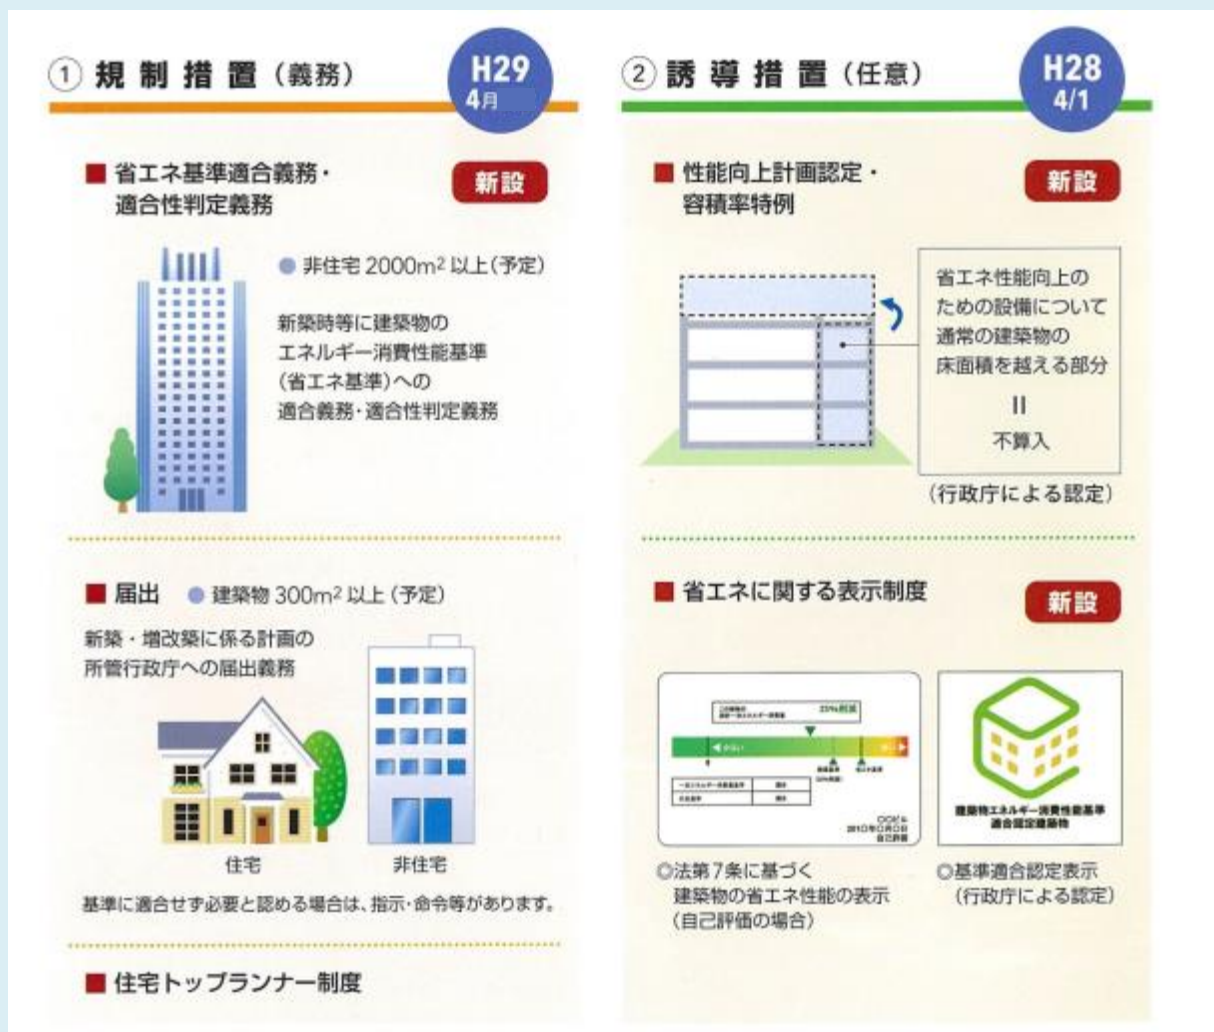 ① 規制措置(義務)
H29
4月
■ 省エネ基準適合義務・
適合性判定義務
新設
● 非住宅 2000m² 以上(予定)
新築時等に建築物の
エネルギー消費性能基準
(省エネ基準)への
適合義務・適合性判定義務
■ 届出 ● 建築物 300m² 以上(予定)
新築・増改築に係る計画の
所管行政庁への届出義務
住宅
非住宅
基準に適合せず必要と認める場合は、指示・命令等があります。
■ 住宅トップランナー制度
② 誘導措置(任意)
H28
4/1
■ 性能向上計画認定・
容積率特例
新設
省エネ性能向上の
ための設備について
通常の建築物の
床面積を越える部分
=
不算入
(行政庁による認定)
■ 省エネに関する表示制度
新設
20%削減
〇〇ビル
自己評価
◎法第7条に基づく
建築物の省エネ性能の表示
(自己評価の場合)
建築物エネルギー消費性能基準
適合認定建築物
◎基準適合認定表示
(行政庁による認定)